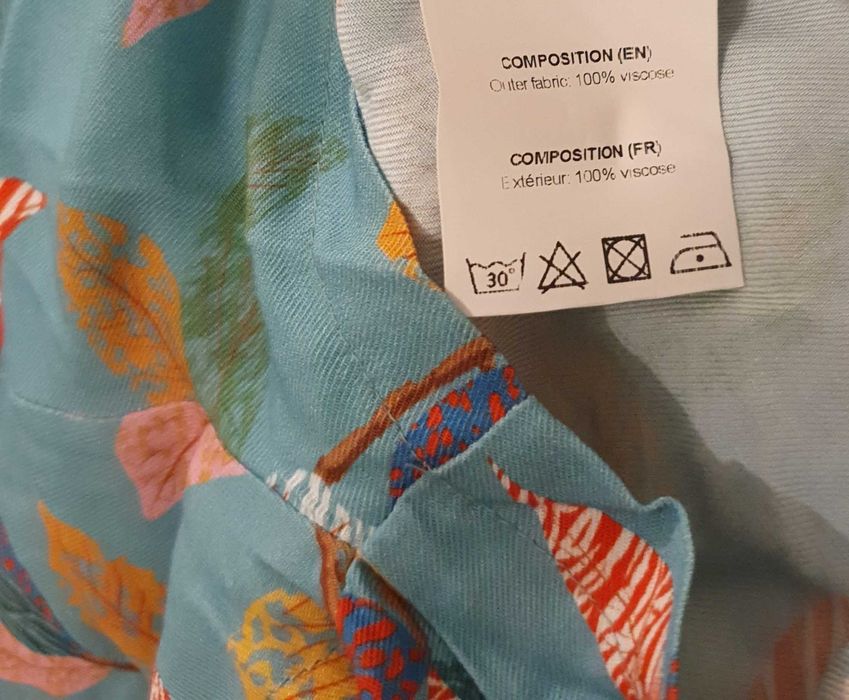 COMPOSITION (EN)
Outer fabric: 100% viscose
COMPOSITION (FR)
Extérieur: 100% viscose
30°